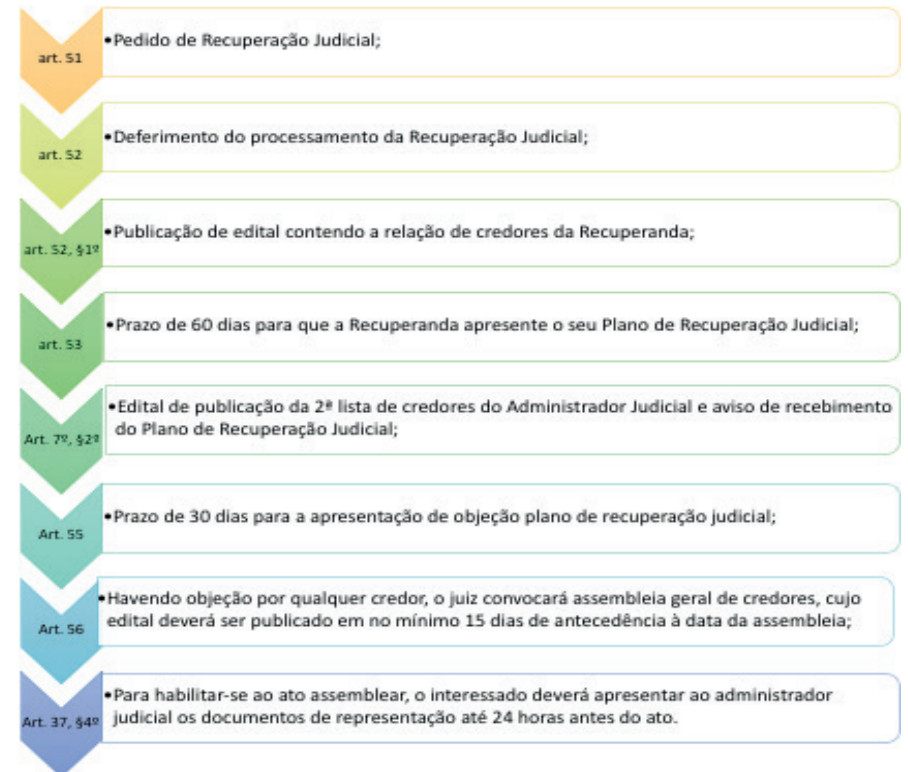 art. 51
•Pedido de Recuperação Judicial;
art. 52
•Deferimento do processamento da Recuperação Judicial;
art. 52, §1º
•Publicação de edital contendo a relação de credores da Recuperanda;
art. 53
•Prazo de 60 dias para que a Recuperanda apresente o seu Plano de Recuperação Judicial;
Art. 7º, §2º
•Edital de publicação da 2ª lista de credores do Administrador Judicial e aviso de recebimento
do Plano de Recuperação Judicial;
Art. 55
•Prazo de 30 dias para a apresentação de objeção plano de recuperação judicial;
Art. 56
•Havendo objeção por qualquer credor, o juiz convocará assembleia geral de credores, cujo
edital deverá ser publicado em no mínimo 15 dias de antecedência à data da assembleia;
Art. 37, §4º
•Para habilitar-se ao ato assemblear, o interessado deverá apresentar ao administrador
judicial os documentos de representação até 24 horas antes do ato.